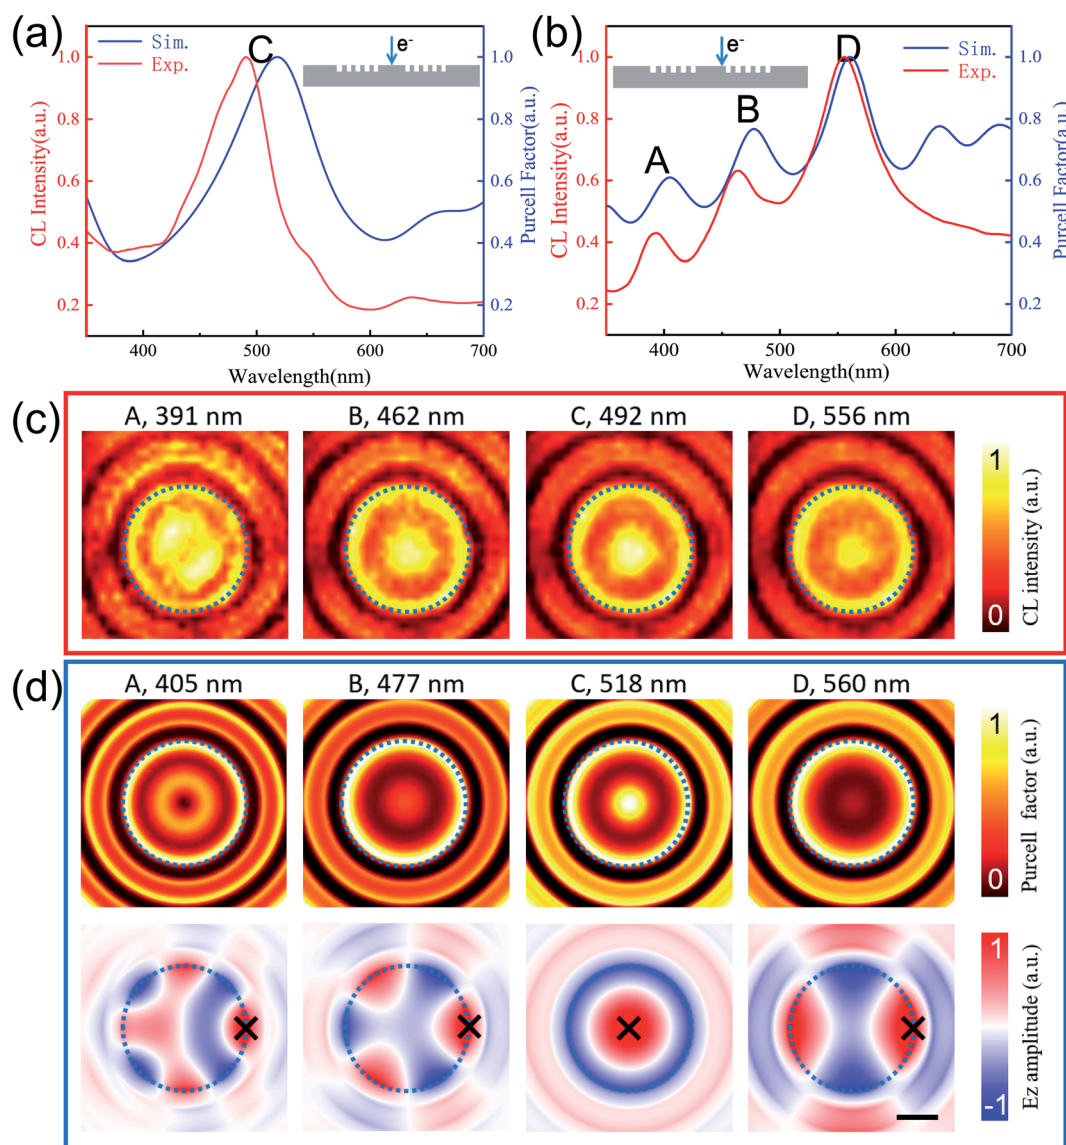 (a)
Sim.
Exp.
C
e⁻
1.0
0.8
0.6
0.4
0.2
CL Intensity(a.u.)
1.0
0.8
0.6
0.4
0.2
Purcell Factor(a.u.)
400
500
600
700
Wavelength(nm)
(b)
e⁻
D
Sim.
Exp.
A
B
1.0
0.8
0.6
0.4
0.2
CL Intensity(a.u.)
1.0
0.8
0.6
0.4
0.2
Purcell Factor(a.u.)
400
500
600
700
Wavelength(nm)
(c)
A, 391 nm
B, 462 nm
C, 492 nm
D, 556 nm
1
0
CL intensity (a.u.)
(d)
A, 405 nm
B, 477 nm
C, 518 nm
D, 560 nm
1
0
Purcell factor (a.u.)
1
-1
Ez amplitude (a.u.)